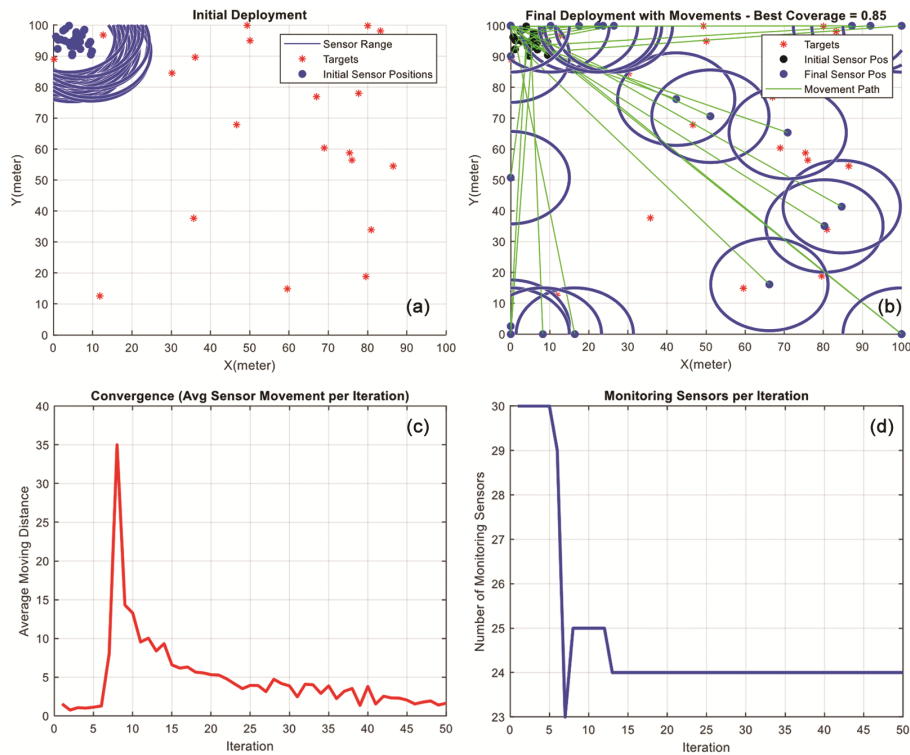 Initial Deployment
100
90
80
70
60
50
40
30
20
10
0
Y(meter)
Sensor Range
Targets
Initial Sensor Positions
(a)
0 10 20 30 40 50 60 70 80 90 100
X(meter)
Final Deployment with Movements - Best Coverage = 0.85
100
90
80
70
60
50
40
30
20
10
0
Y(meter)
Targets
Initial Sensor Pos
Final Sensor Pos
Movement Path
(b)
0 10 20 30 40 50 60 70 80 90 100
X(meter)
Convergence (Avg Sensor Movement per Iteration)
40
35
30
25
20
15
10
5
0
Average Moving Distance
(c)
0 5 10 15 20 25 30 35 40 45 50
Iteration
Monitoring Sensors per Iteration
30
29
28
27
26
25
24
23
Number of Monitoring Sensors
(d)
0 5 10 15 20 25 30 35 40 45 50
Iteration